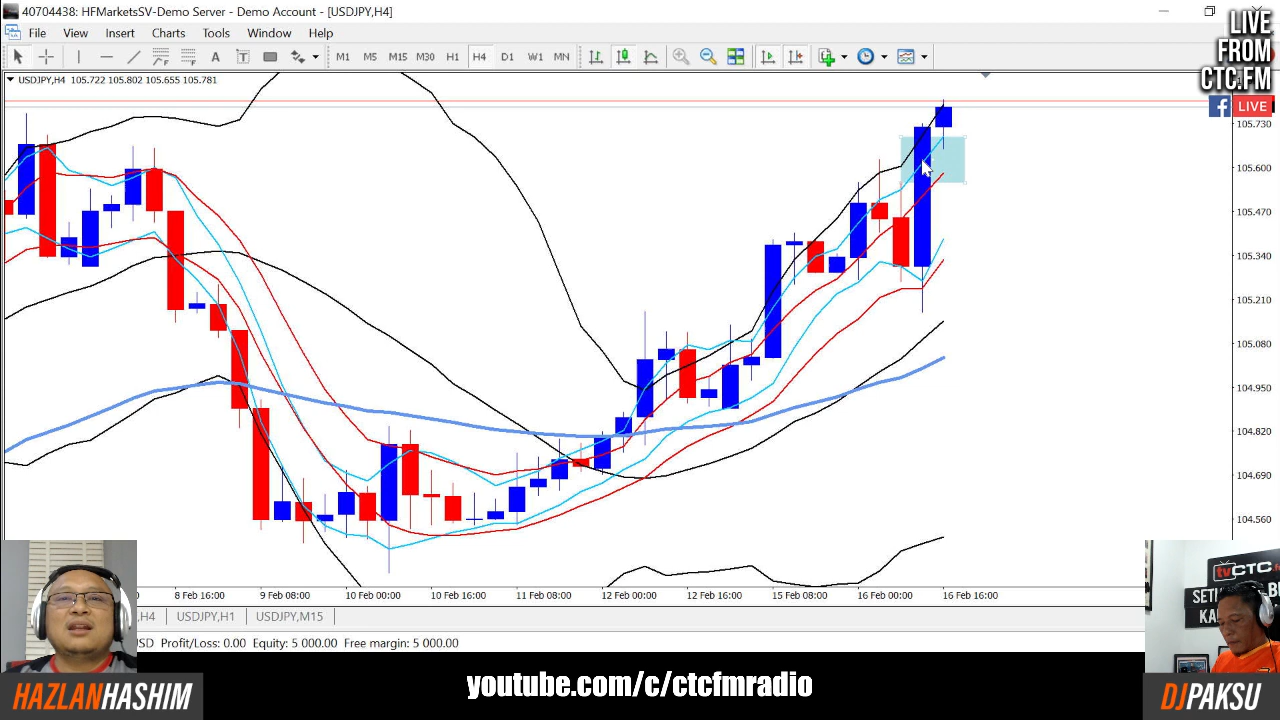 40704438: HFMarketsSV-Demo Server - Demo Account - [USDJPY,H4]
File View Insert Charts Tools Window Help
A T M1 M5 M15 M30 H1 H4 D1 W1 MN
USDJPY,H4 105.722 105.802 105.655 105.781
LIVE
FROM
CTC.FM
f LIVE
105.730
105.600
105.470
105.340
105.210
105.080
104.950
104.820
104.690
104.560
8 Feb 16:00 9 Feb 08:00 10 Feb 00:00 10 Feb 16:00 11 Feb 08:00 12 Feb 00:00 12 Feb 16:00 15 Feb 08:00 16 Feb 00:00 16 Feb 16:00
H4 USDJPY,H1 USDJPY,M15
SD Profit/Loss: 0.00 Equity: 5 000.00 Free margin: 5 000.00
tvCTC.f
HAZLANHASHIM
youtube.com/c/ctcfmradio
DJPAKSU